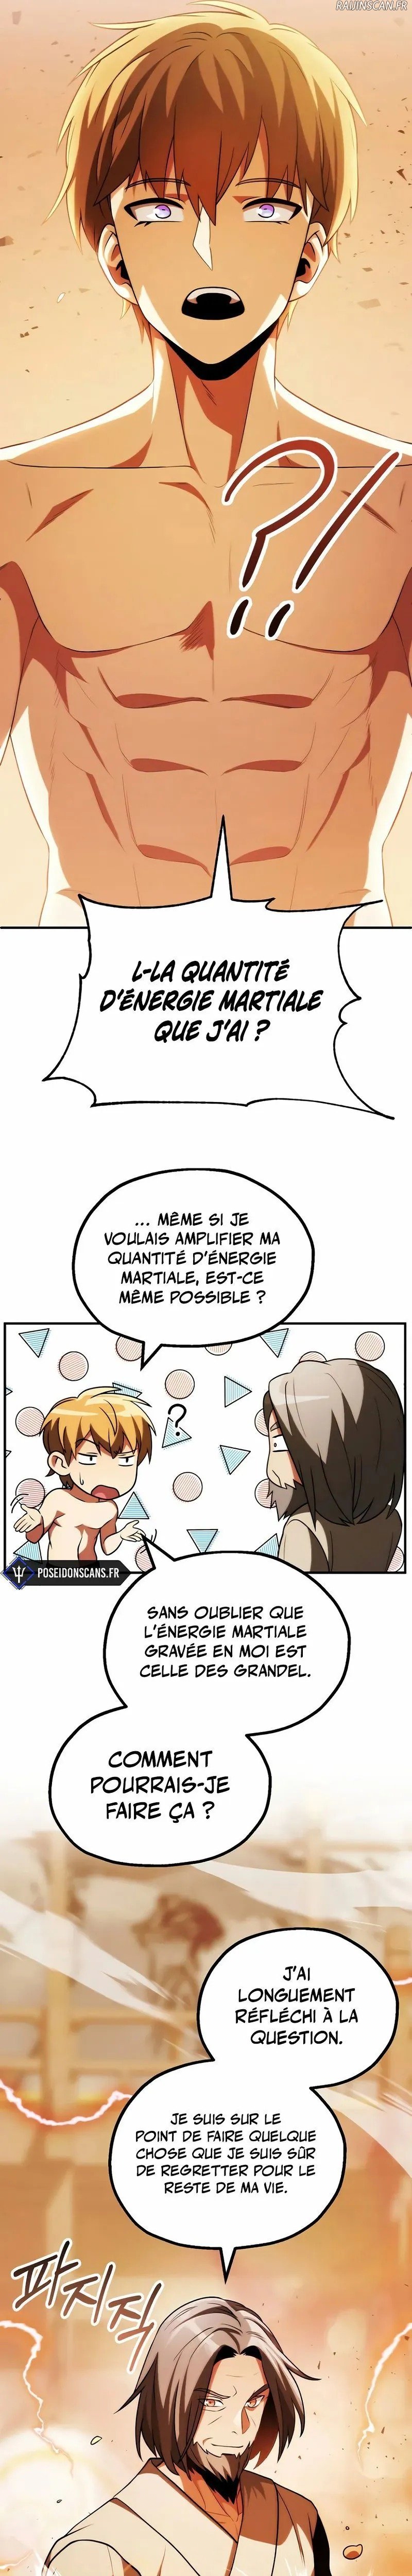 RAIJINSCAN.FR
?!
L-LA QUANTITÉ
D'ÉNERGIE MARTIALE
QUE J'AI ?
... MÊME SI JE
VOULAIS AMPLIFIER MA
QUANTITÉ D'ÉNERGIE
MARTIALE, EST-CE
MÊME POSSIBLE ?
?
POSEIDONSCANS.FR
SANS OUBLIER QUE
L'ÉNERGIE MARTIALE
GRAVÉE EN MOI EST
CELLE DES GRANDEL.
COMMENT
POURRAIS-JE
FAIRE ÇA ?
J'AI
LONGUEMENT
RÉFLÉCHI À LA
QUESTION.
JE SUIS SUR LE
POINT DE FAIRE QUELQUE
CHOSE QUE JE SUIS SÛR
DE REGRETTER POUR LE
RESTE DE MA VIE.
파지직